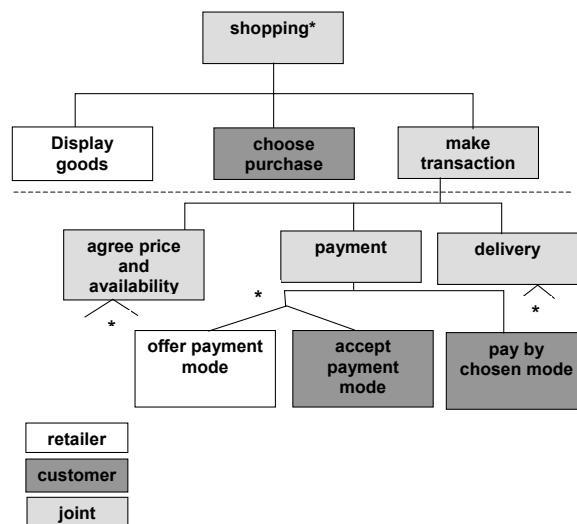 shopping*
Display
goods
choose
purchase
make
transaction
agree price
and
availability
payment
delivery
*
*
*
offer payment
mode
accept
payment
mode
pay by
chosen mode
retailer
customer
joint